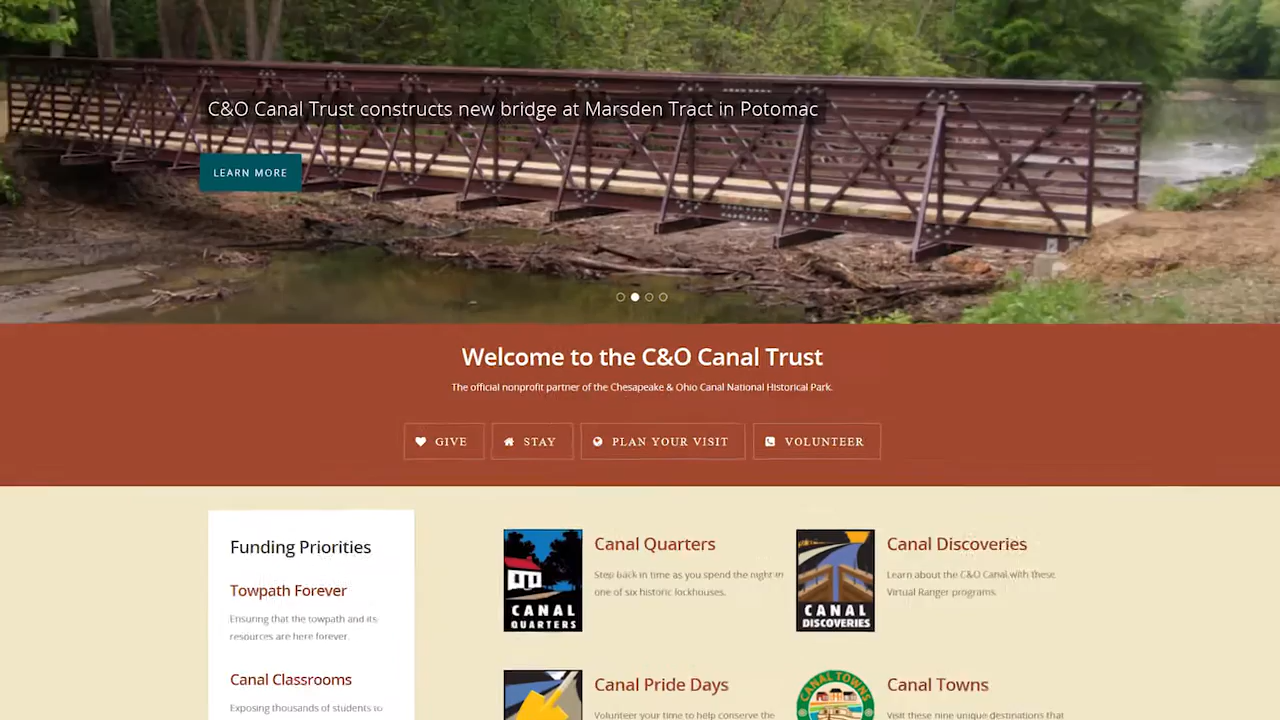 C&O Canal Trust constructs new bridge at Marsden Tract in Potomac
LEARN MORE
Welcome to the C&O Canal Trust
The official nonprofit partner of the Chesapeake & Ohio Canal National Historical Park.
GIVE
STAY
PLAN YOUR VISIT
VOLUNTEER
Funding Priorities
Towpath Forever
Ensuring that the towpath and its
resources are here forever.
Canal Classrooms
Exposing thousands of students to
CANAL
QUARTERS
Canal Quarters
Step back in time as you spend the night in
one of six historic lockhouses.
CANAL
DISCOVERIES
Canal Discoveries
Learn about the C&O Canal with these
Virtual Ranger programs.
Canal Pride Days
Volunteer your time to help conserve the
CANAL TOWNS
Canal Towns
Visit these nine unique destinations that